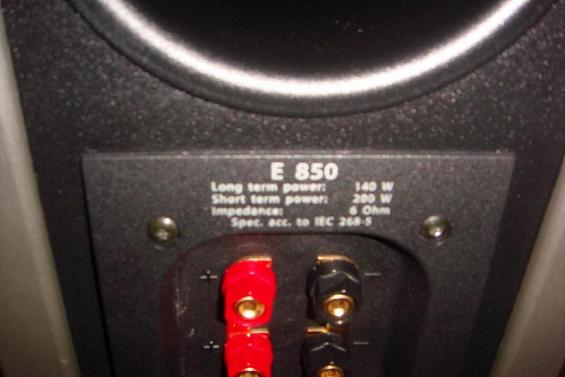 E 850
Long term power: 140 W
Short term power: 200 W
Impedance: 6 Ohm
Spec. acc. to IEC 268-5
+ -
+ -